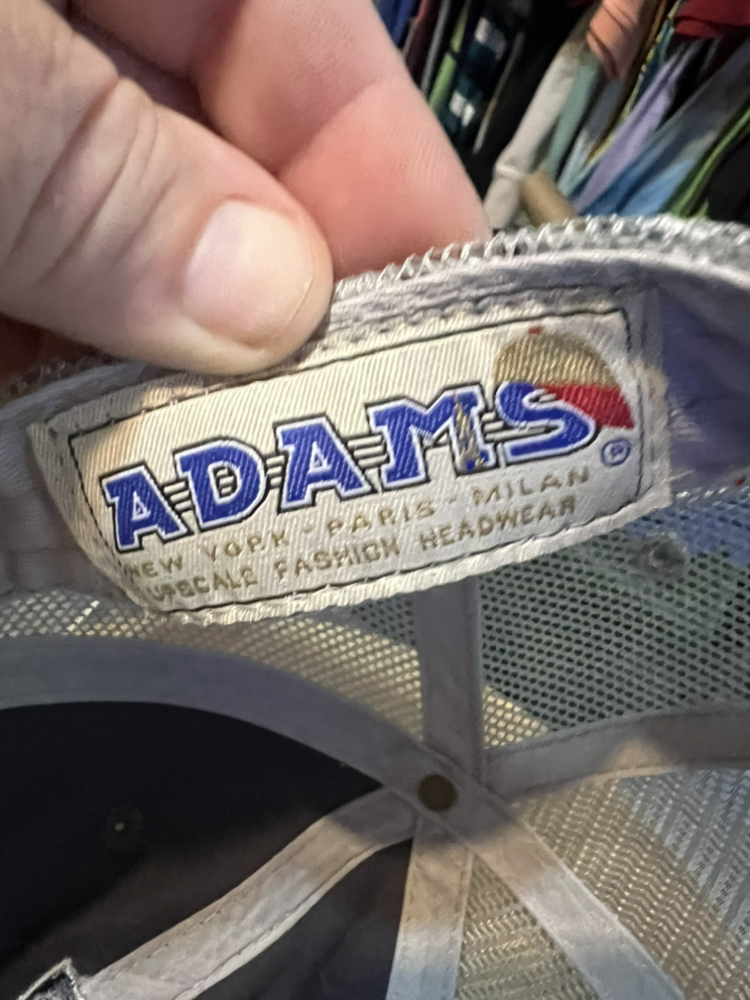 ADAMS ®
NEW YORK - PARIS - MILAN
UPSCALE FASHION HEADWEAR